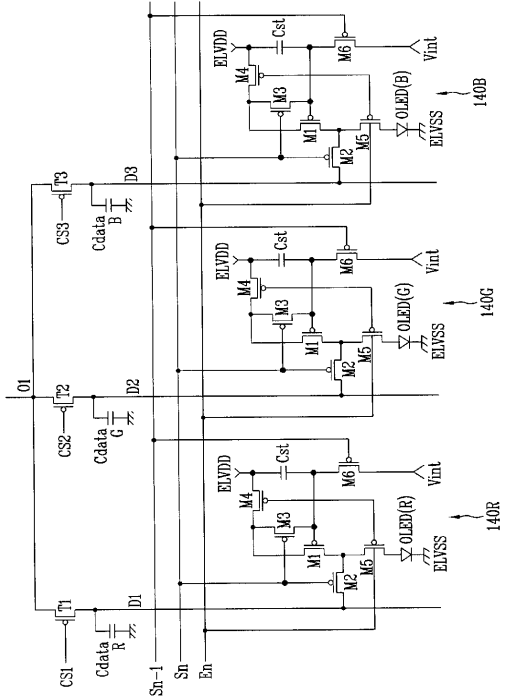 O1
CS1
T1
Cdata
R
D1
CS2
T2
Cdata
G
D2
CS3
T3
Cdata
B
D3
Sn-1
Sn
En
ELVDD
M4
Cst
M3
M1
M6
M2
M5
Vint
OLED(R)
ELVSS
140R
ELVDD
M4
Cst
M3
M1
M6
M2
M5
Vint
OLED(G)
ELVSS
140G
ELVDD
M4
Cst
M3
M1
M6
M2
M5
Vint
OLED(B)
ELVSS
140B